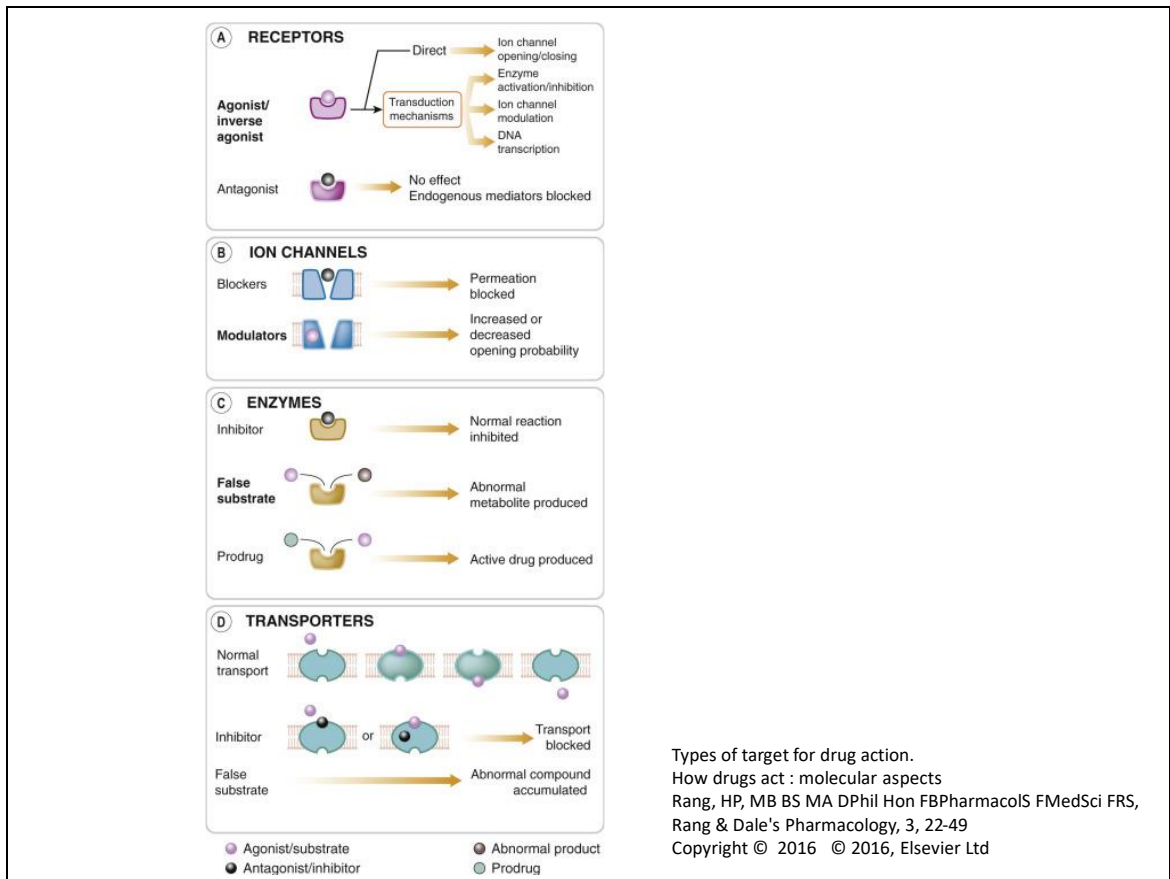 A RECEPTORS
Direct
Ion channel
opening/closing
Agonist/
inverse
agonist
Transduction
mechanisms
Enzyme
activation/inhibition
Ion channel
modulation
DNA
transcription
Antagonist
No effect
Endogenous mediators blocked
B ION CHANNELS
Blockers
Permeation
blocked
Modulators
Increased or
decreased
opening probability
C ENZYMES
Inhibitor
Normal reaction
inhibited
False
substrate
Abnormal
metabolite produced
Prodrug
Active drug produced
D TRANSPORTERS
Normal
transport
Inhibitor
or
Transport
blocked
False
substrate
Abnormal compound
accumulated
Agonist/substrate
Abnormal product
Antagonist/inhibitor
Prodrug
Types of target for drug action.
How drugs act : molecular aspects
Rang, HP, MB BS MA DPhil Hon FBPharmacolS FMedSci FRS,
Rang & Dale's Pharmacology, 3, 22-49
Copyright © 2016 © 2016, Elsevier Ltd